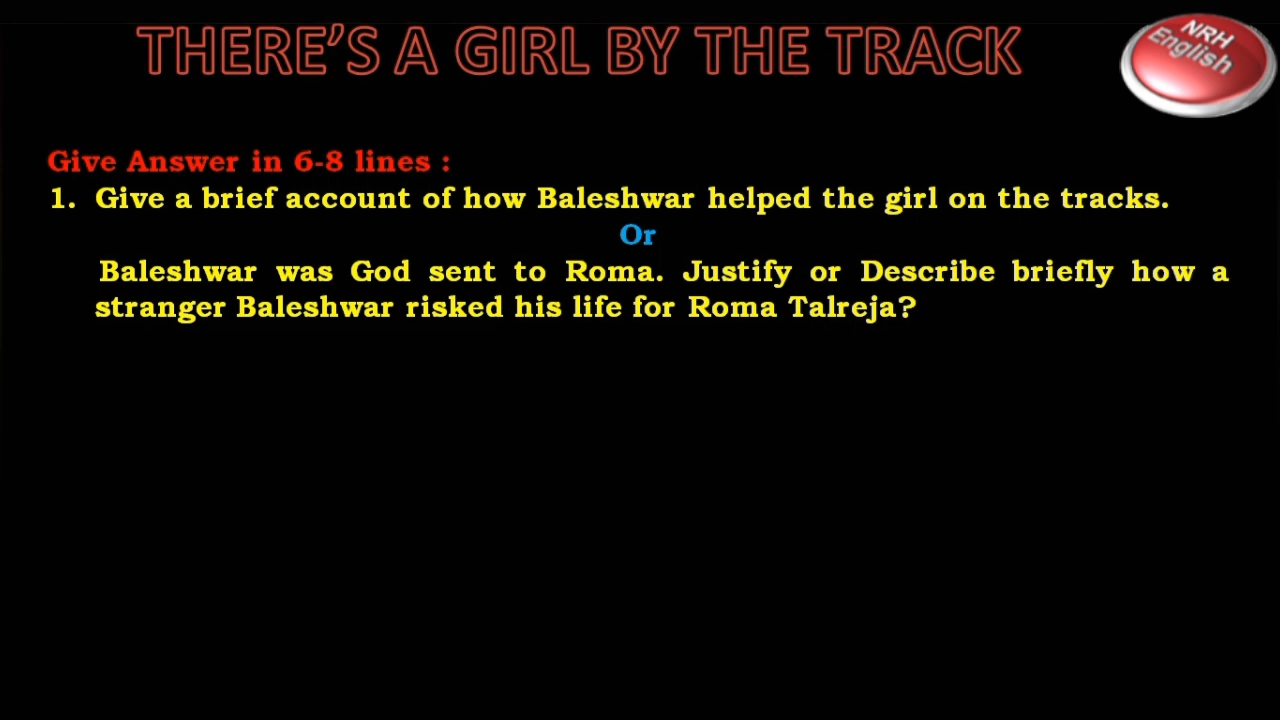 THERE'S A GIRL BY THE TRACK
NRH
English
Give Answer in 6-8 lines :
1. Give a brief account of how Baleshwar helped the girl on the tracks.
Or
Baleshwar was God sent to Roma. Justify or Describe briefly how a
stranger Baleshwar risked his life for Roma Talreja?